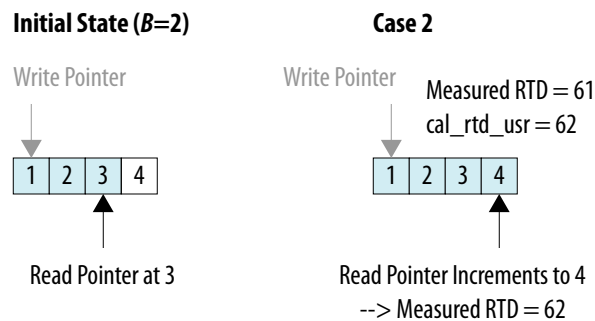 Initial State (B=2)
Write Pointer
1 2 3 4
Read Pointer at 3
Case 2
Write Pointer
Measured RTD = 61
cal_rtd_usr = 62
1 2 3 4
Read Pointer Increments to 4
--> Measured RTD = 62